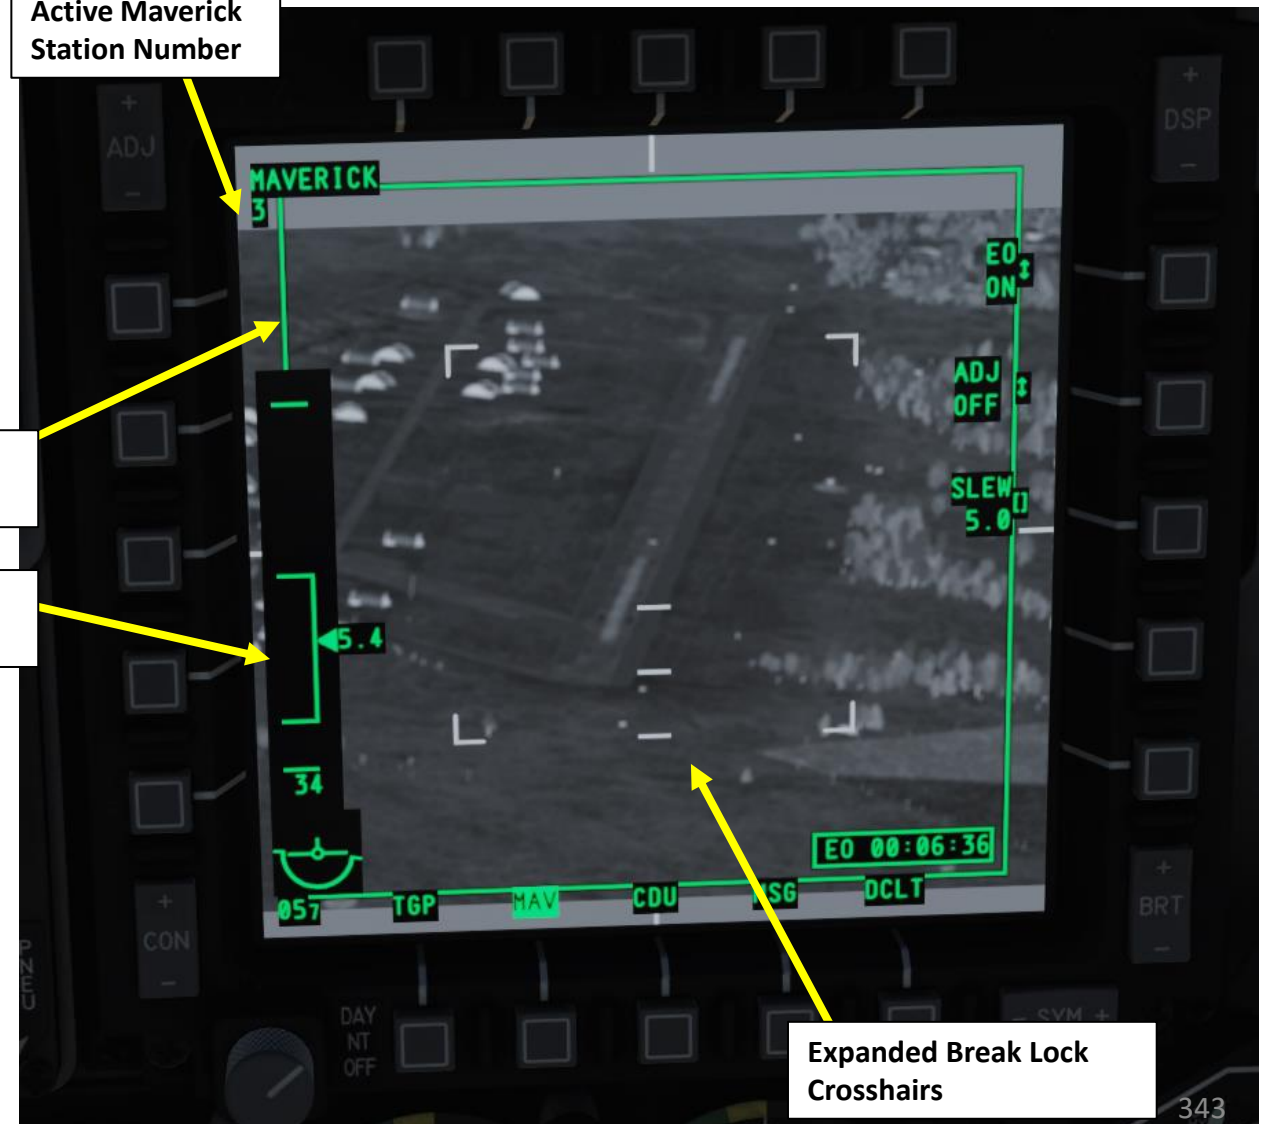 Active Maverick
Station Number
ADJ
DSP
MAVERICK
3
EO
ON
ADJ
OFF
SLEW
5.0
5.4
34
EO 00:06:36
057 TGP MAV CDU MSG DCLT
CON
BRT
PNEU
DAY
NT
OFF
- SYM +
Expanded Break Lock
Crosshairs
343